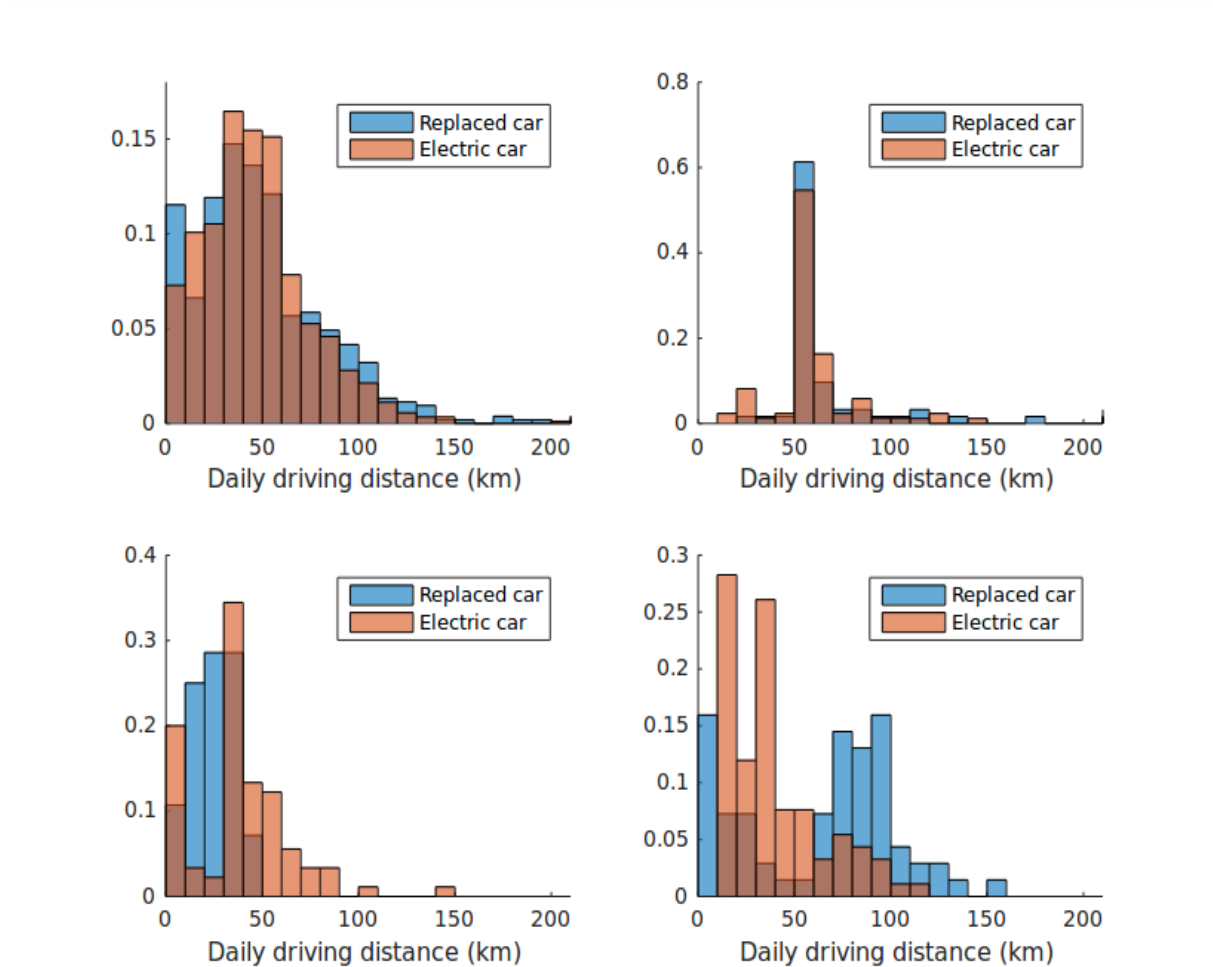 0.15
0.1
0.05
0
0 50 100 150 200
Daily driving distance (km)
Replaced car
Electric car
0.8
0.6
0.4
0.2
0
0 50 100 150 200
Daily driving distance (km)
Replaced car
Electric car
0.4
0.3
0.2
0.1
0
0 50 100 150 200
Daily driving distance (km)
Replaced car
Electric car
0.3
0.25
0.2
0.15
0.1
0.05
0
0 50 100 150 200
Daily driving distance (km)
Replaced car
Electric car